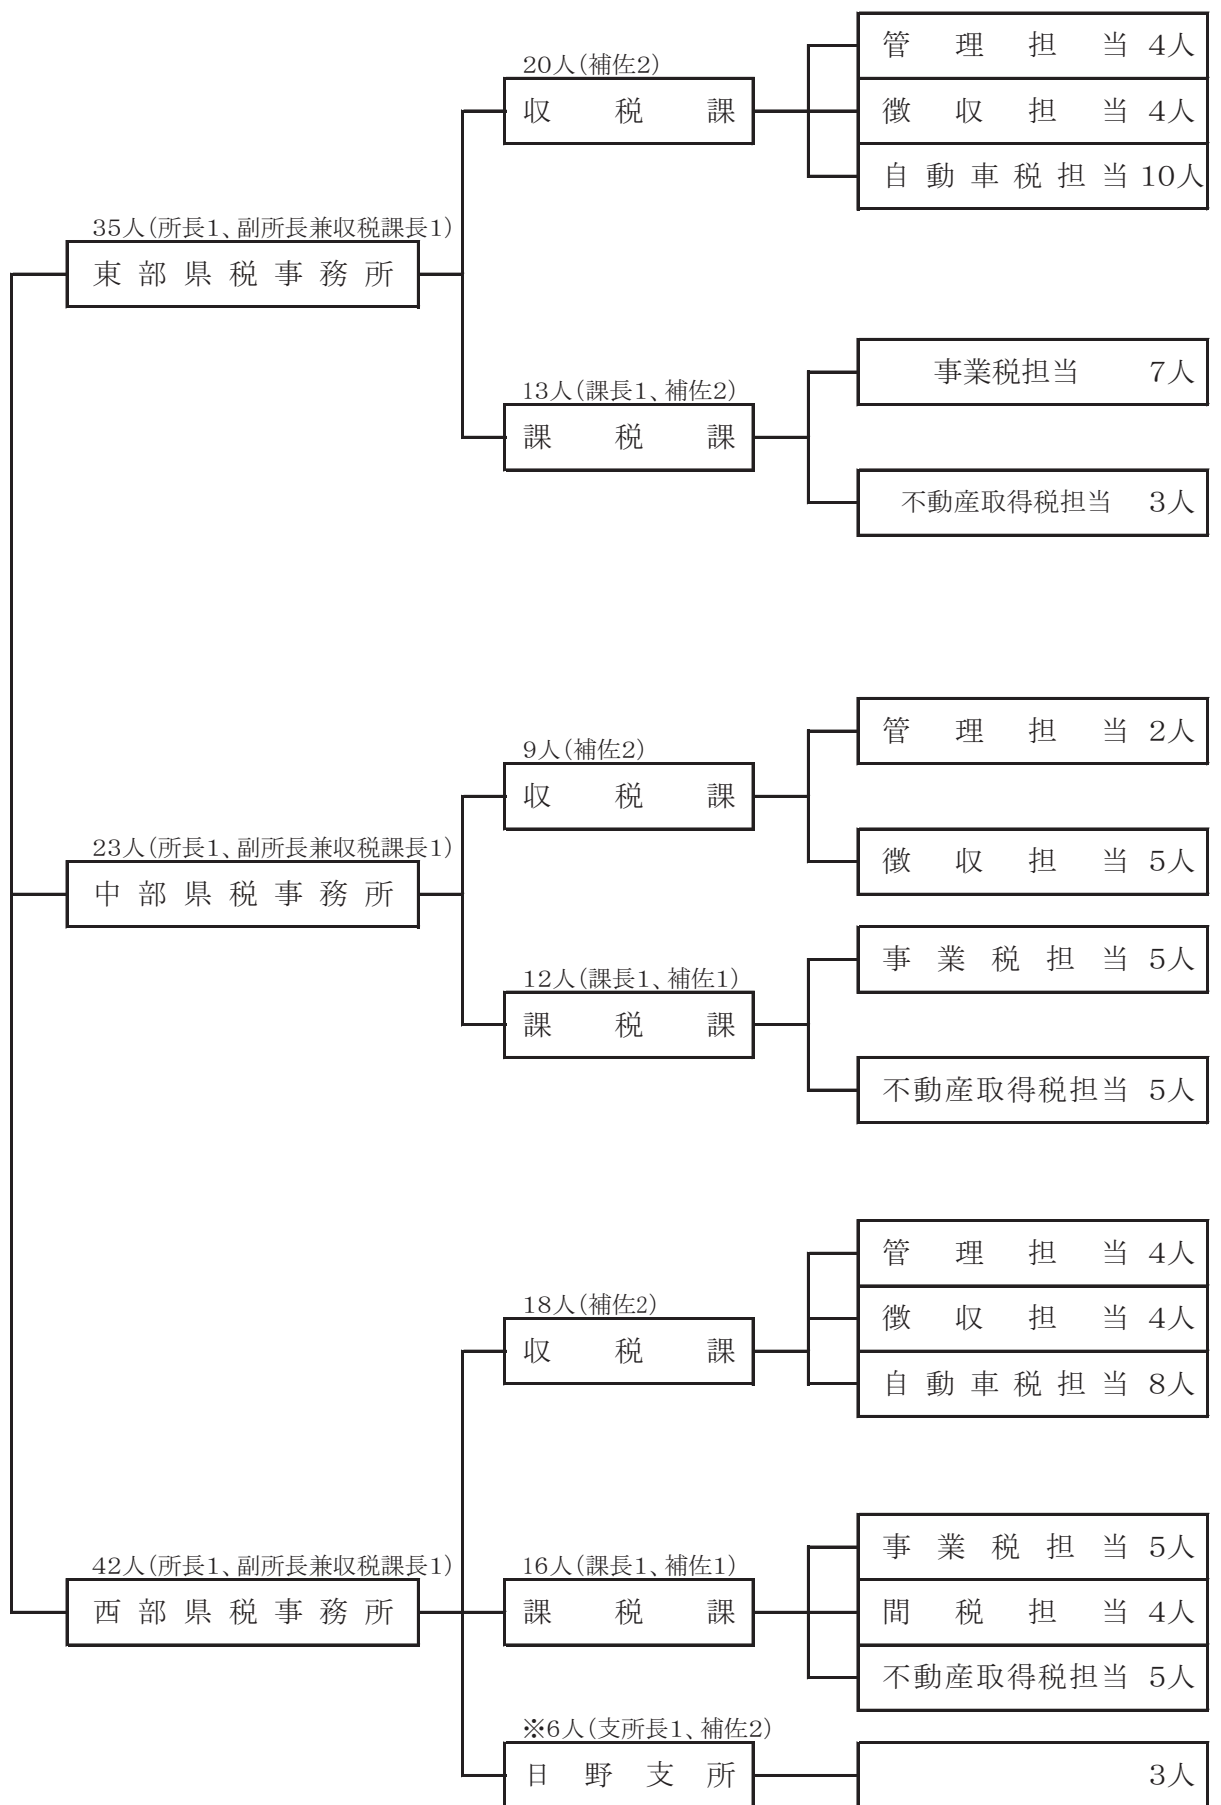 管理担当 4人
20人(補佐2)
収税課
徴収担当 4人
自動車税担当 10人
35人(所長1、副所長兼収税課長1)
東部県税事務所
事業税担当 7人
13人(課長1、補佐2)
課税課
不動産取得税担当 3人
管理担当 2人
9人(補佐2)
収税課
徴収担当 5人
23人(所長1、副所長兼収税課長1)
中部県税事務所
事業税担当 5人
12人(課長1、補佐1)
課税課
不動産取得税担当 5人
管理担当 4人
18人(補佐2)
徴収担当 4人
収税課
自動車税担当 8人
事業税担当 5人
42人(所長1、副所長兼収税課長1)
16人(課長1、補佐1)
西部県税事務所
課税課
間税担当 4人
不動産取得税担当 5人
※6人(支所長1、補佐2)
日野支所
3人